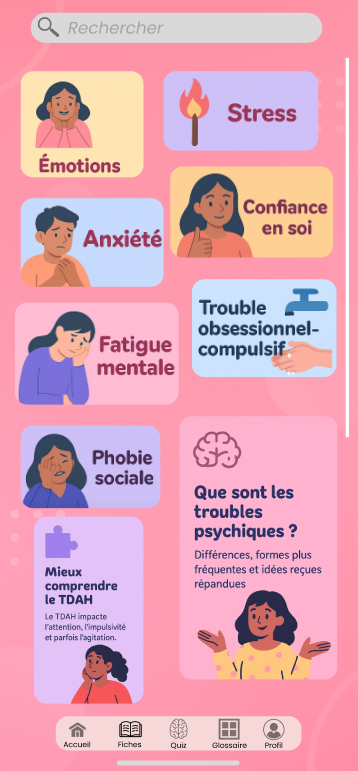 Rechercher
Émotions
Stress
Confiance
en soi
Anxiété
Trouble
obsessionnel-
compulsif
Fatigue
mentale
Phobie
sociale
Que sont les
troubles
psychiques ?
Différences, formes plus
fréquentes et idées reçues
répandues
Mieux
comprendre
le TDAH
Le TDAH impacte
l'attention, l'impulsivité
et parfois l'agitation.
Accueil
Fiches
Quiz
Glossaire
Profil